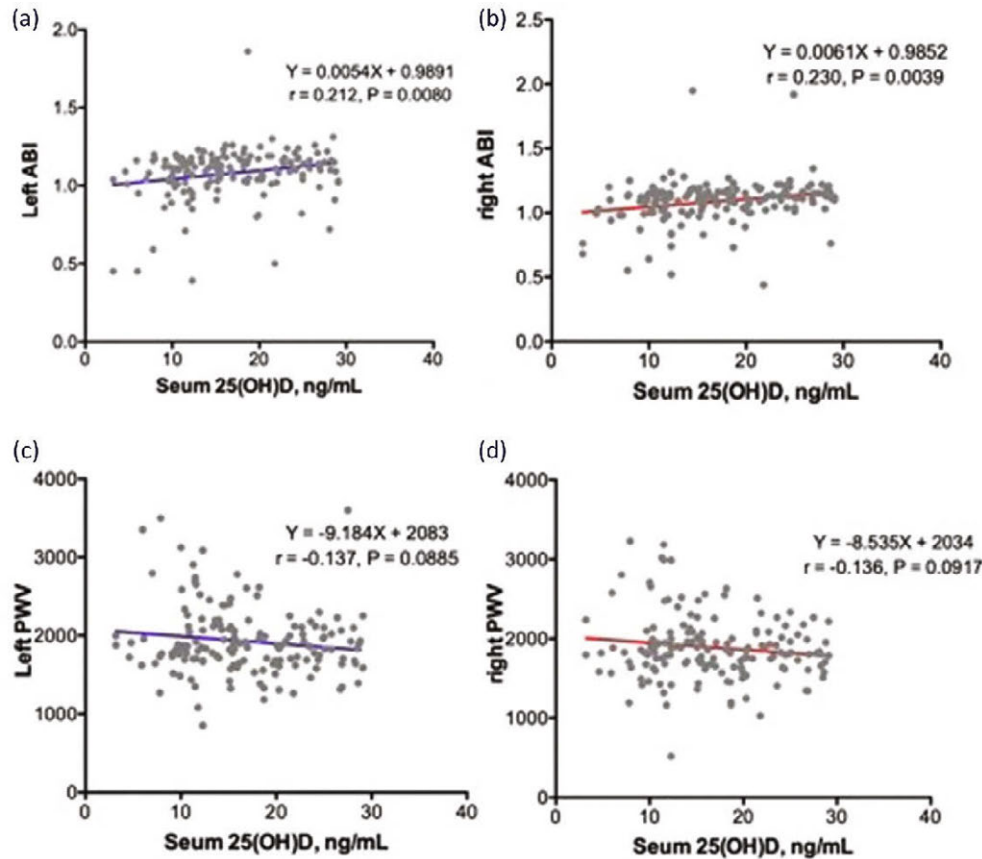 (a)
2.0
1.5
1.0
0.5
0.0
Left ABI
Y = 0.0054X + 0.9891
r = 0.212, P = 0.0080
0 10 20 30 40
Seum 25(OH)D, ng/mL
(b)
2.5
2.0
1.5
1.0
0.5
0.0
right ABI
Y = 0.0061X + 0.9852
r = 0.230, P = 0.0039
0 10 20 30 40
Seum 25(OH)D, ng/mL
(c)
4000
3000
2000
1000
0
Left PWV
Y = -9.184X + 2083
r = -0.137, P = 0.0885
0 10 20 30 40
Seum 25(OH)D, ng/mL
(d)
4000
3000
2000
1000
0
right PWV
Y = -8.535X + 2034
r = -0.136, P = 0.0917
0 10 20 30 40
Seum 25(OH)D, ng/mL